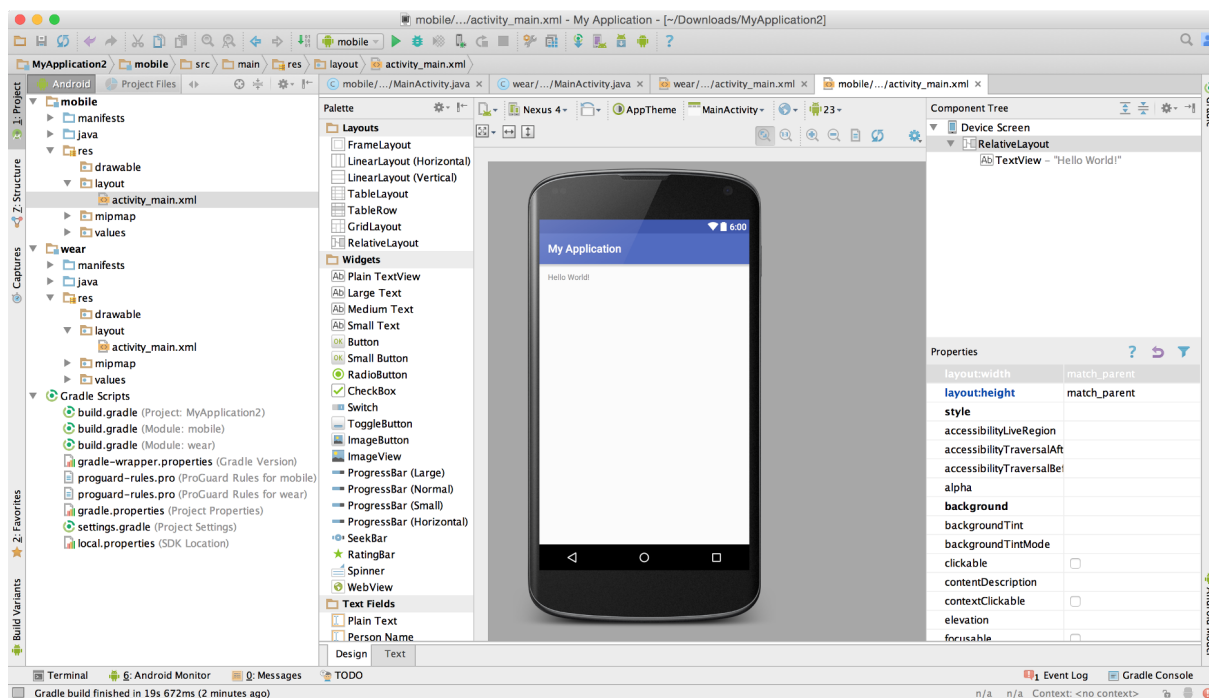 mobile/.../activity_main.xml - My Application - [~/Downloads/MyApplication2]
mobile
MyApplication2 mobile src main res layout activity_main.xml
Android Project Files
mobile/.../MainActivity.java wear/.../MainActivity.java wear/.../activity_main.xml mobile/.../activity_main.xml
1: Project
Z: Structure
Captures
2: Favorites
Build Variants
mobile
manifests
java
res
drawable
layout
activity_main.xml
mipmap
values
wear
manifests
java
res
drawable
layout
activity_main.xml
mipmap
values
Gradle Scripts
build.gradle (Project: MyApplication2)
build.gradle (Module: mobile)
build.gradle (Module: wear)
gradle-wrapper.properties (Gradle Version)
proguard-rules.pro (ProGuard Rules for mobile)
proguard-rules.pro (ProGuard Rules for wear)
gradle.properties (Project Properties)
settings.gradle (Project Settings)
local.properties (SDK Location)
Palette
Layouts
FrameLayout
LinearLayout (Horizontal)
LinearLayout (Vertical)
TableLayout
TableRow
GridLayout
RelativeLayout
Widgets
Ab Plain TextView
Ab Large Text
Ab Medium Text
Ab Small Text
OK Button
OK Small Button
RadioButton
CheckBox
Switch
ToggleButton
ImageButton
ImageView
ProgressBar (Large)
ProgressBar (Normal)
ProgressBar (Small)
ProgressBar (Horizontal)
SeekBar
RatingBar
Spinner
WebView
Text Fields
Plain Text
Person Name
Design Text
Nexus 4 AppTheme MainActivity 23
6:00
My Application
Hello World!
Component Tree
Device Screen
RelativeLayout
Ab TextView – "Hello World!"
Properties
layout:width match_parent
layout:height match_parent
style
accessibilityLiveRegion
accessibilityTraversalAft
accessibilityTraversalBef
alpha
background
backgroundTint
backgroundTintMode
clickable
contentDescription
contextClickable
elevation
focusable
Gradle
Android Model
Terminal 6: Android Monitor 0: Messages TODO
1 Event Log Gradle Console
Gradle build finished in 19s 672ms (2 minutes ago)
n/a n/a Context: <no context>